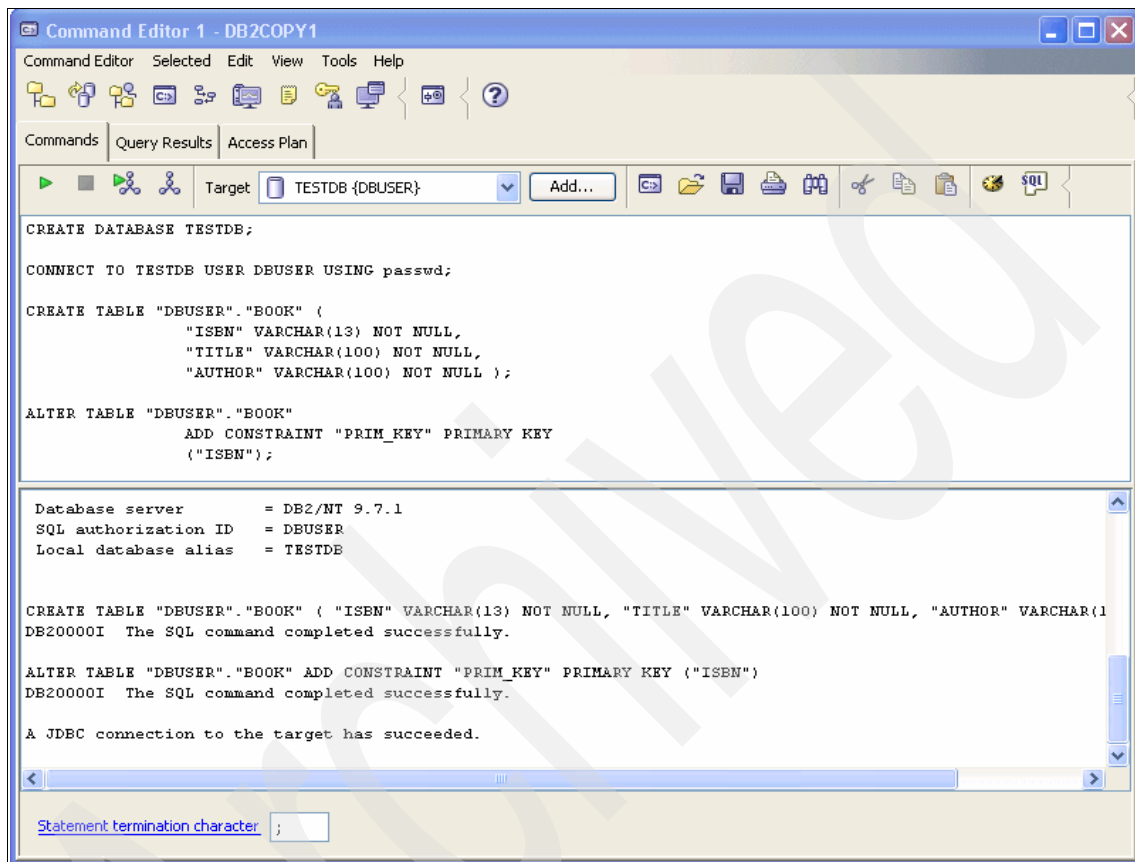 Command Editor 1 - DB2COPY1
Command Editor Selected Edit View Tools Help
Commands Query Results Access Plan
Target TESTDB {DBUSER} Add... SQL
CREATE DATABASE TESTDB;
CONNECT TO TESTDB USER DBUSER USING passwd;
CREATE TABLE "DBUSER"."BOOK" (
"ISBN" VARCHAR(13) NOT NULL,
"TITLE" VARCHAR(100) NOT NULL,
"AUTHOR" VARCHAR(100) NOT NULL );
ALTER TABLE "DBUSER"."BOOK"
ADD CONSTRAINT "PRIM_KEY" PRIMARY KEY
("ISBN");
Database server = DB2/NT 9.7.1
SQL authorization ID = DBUSER
Local database alias = TESTDB
CREATE TABLE "DBUSER"."BOOK" ( "ISBN" VARCHAR(13) NOT NULL, "TITLE" VARCHAR(100) NOT NULL, "AUTHOR" VARCHAR(1
DB20000I The SQL command completed successfully.
ALTER TABLE "DBUSER"."BOOK" ADD CONSTRAINT "PRIM_KEY" PRIMARY KEY ("ISBN")
DB20000I The SQL command completed successfully.
A JDBC connection to the target has succeeded.
Statement termination character ;
Archived